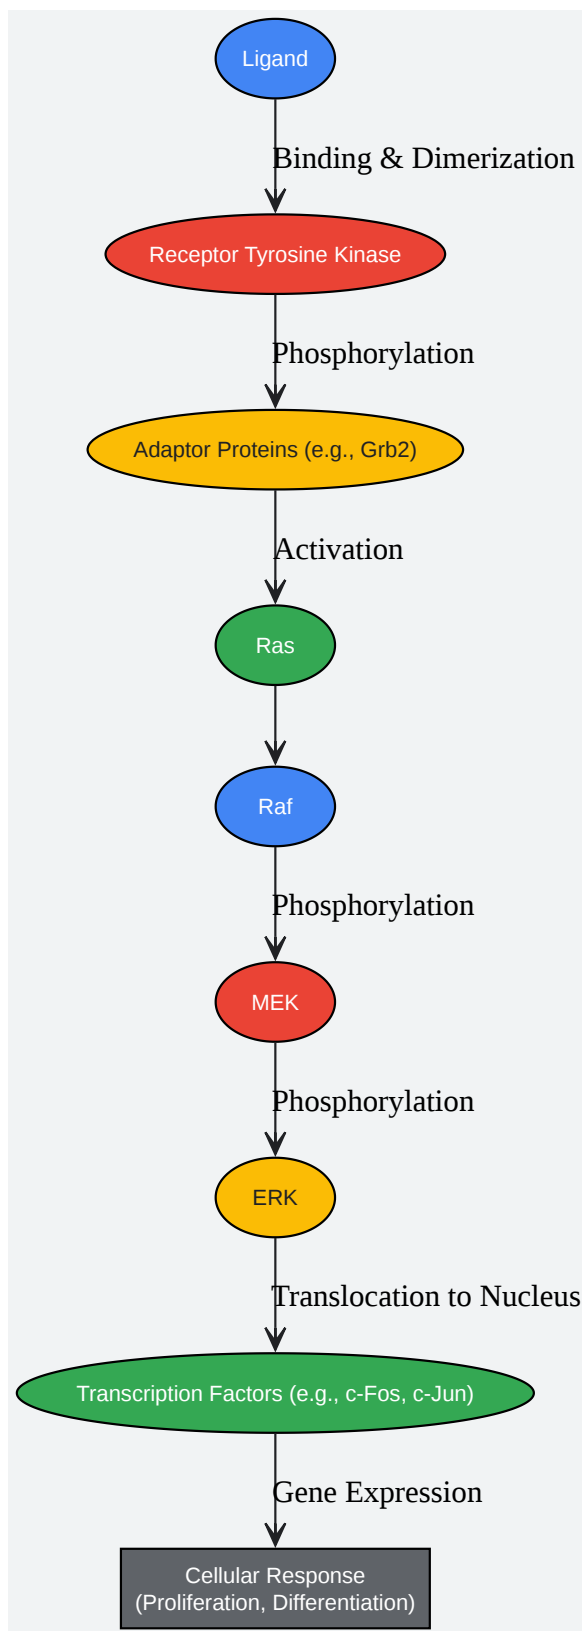 Ligand
Binding & Dimerization
Receptor Tyrosine Kinase
Phosphorylation
Adaptor Proteins (e.g., Grb2)
Activation
Ras
Raf
Phosphorylation
MEK
Phosphorylation
ERK
Translocation to Nucleus
Transcription Factors (e.g., c-Fos, c-Jun)
Gene Expression
Cellular Response
(Proliferation, Differentiation)